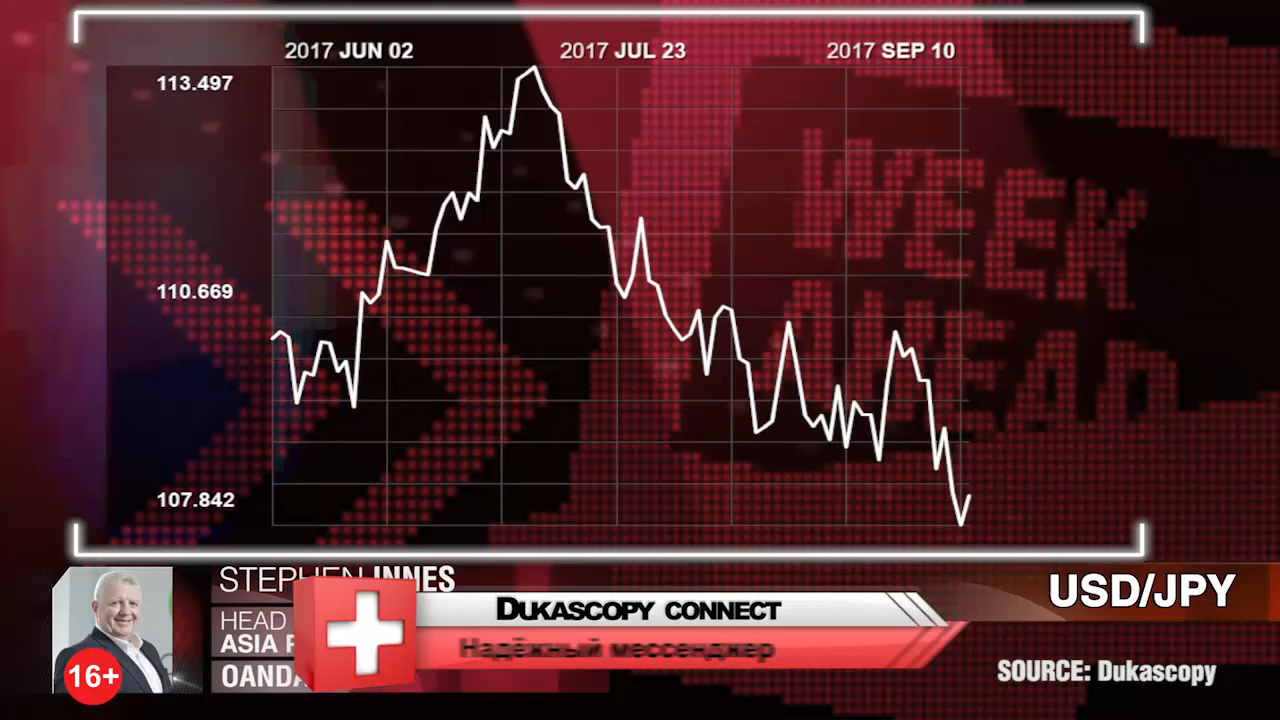 2017 JUN 02
2017 JUL 23
2017 SEP 10
113.497
110.669
107.842
WEEK
AHEAD
STEPHEN INNES
HEAD
ASIA
OANDA
16+
DUKASCOPY CONNECT
Надёжный мессенджер
USD/JPY
SOURCE: Dukascopy